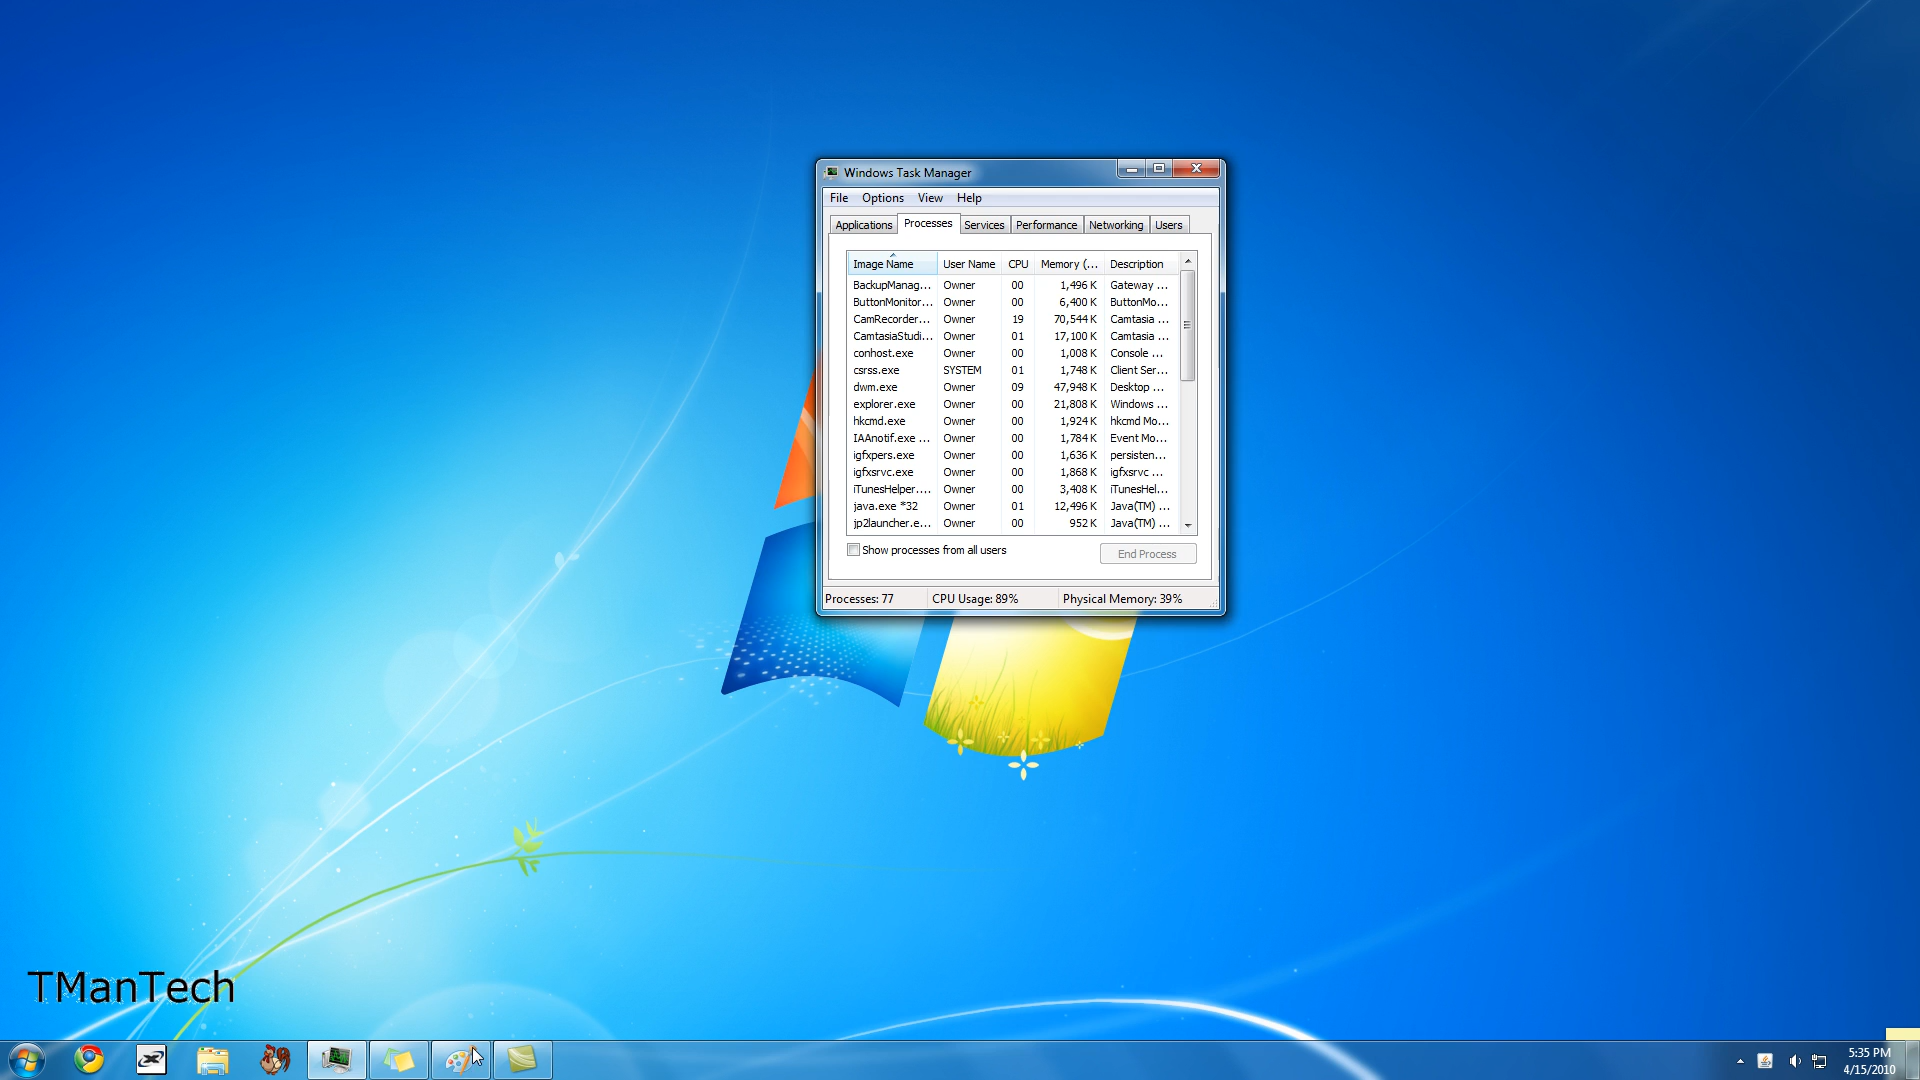 Windows Task Manager
File Options View Help
Applications Processes Services Performance Networking Users
Image Name User Name CPU Memory (... Description
BackupManag... Owner 00 1,496 K Gateway ...
ButtonMonitor... Owner 00 6,400 K ButtonMo...
CamRecorder... Owner 19 70,544 K Camtasia ...
CamtasiaStudi... Owner 01 17,100 K Camtasia ...
conhost.exe Owner 00 1,008 K Console ...
csrss.exe SYSTEM 01 1,748 K Client Ser...
dwm.exe Owner 09 47,948 K Desktop ...
explorer.exe Owner 00 21,808 K Windows ...
hkcmd.exe Owner 00 1,924 K hkcmd Mo...
IAAnotif.exe ... Owner 00 1,784 K Event Mo...
igfxpers.exe Owner 00 1,636 K persisten...
igfxsrvc.exe Owner 00 1,868 K igfxsrvc ...
iTunesHelper.... Owner 00 3,408 K iTunesHel...
java.exe *32 Owner 01 12,496 K Java(TM) ...
jp2launcher.e... Owner 00 952 K Java(TM) ...
Show processes from all users End Process
Processes: 77 CPU Usage: 89% Physical Memory: 39%
TManTech
5:35 PM
4/15/2010